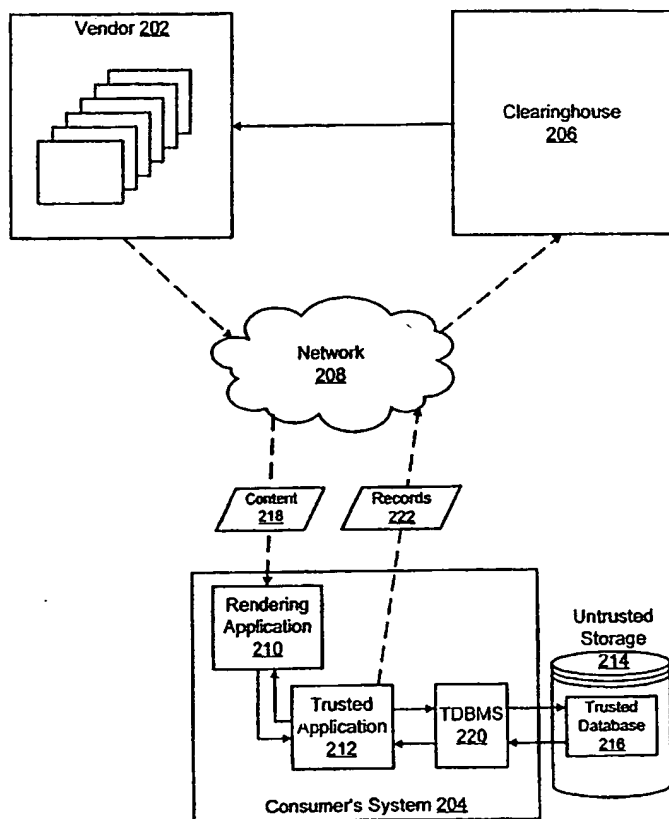 Vendor 202
Clearinghouse
206
Network
208
Content
218
Records
222
Rendering
Application
210
Untrusted
Storage
214
Trusted
Application
212
TDBMS
220
Trusted
Database
216
Consumer's System 204